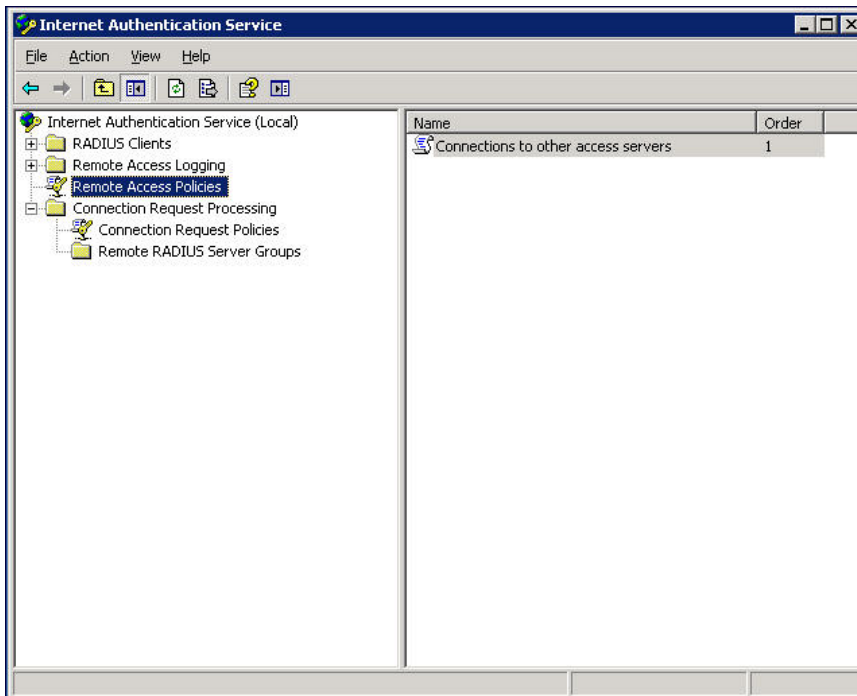 Internet Authentication Service
File Action View Help
Internet Authentication Service (Local)
RADIUS Clients
Remote Access Logging
Remote Access Policies
Connection Request Processing
Connection Request Policies
Remote RADIUS Server Groups
Name Order
Connections to other access servers 1